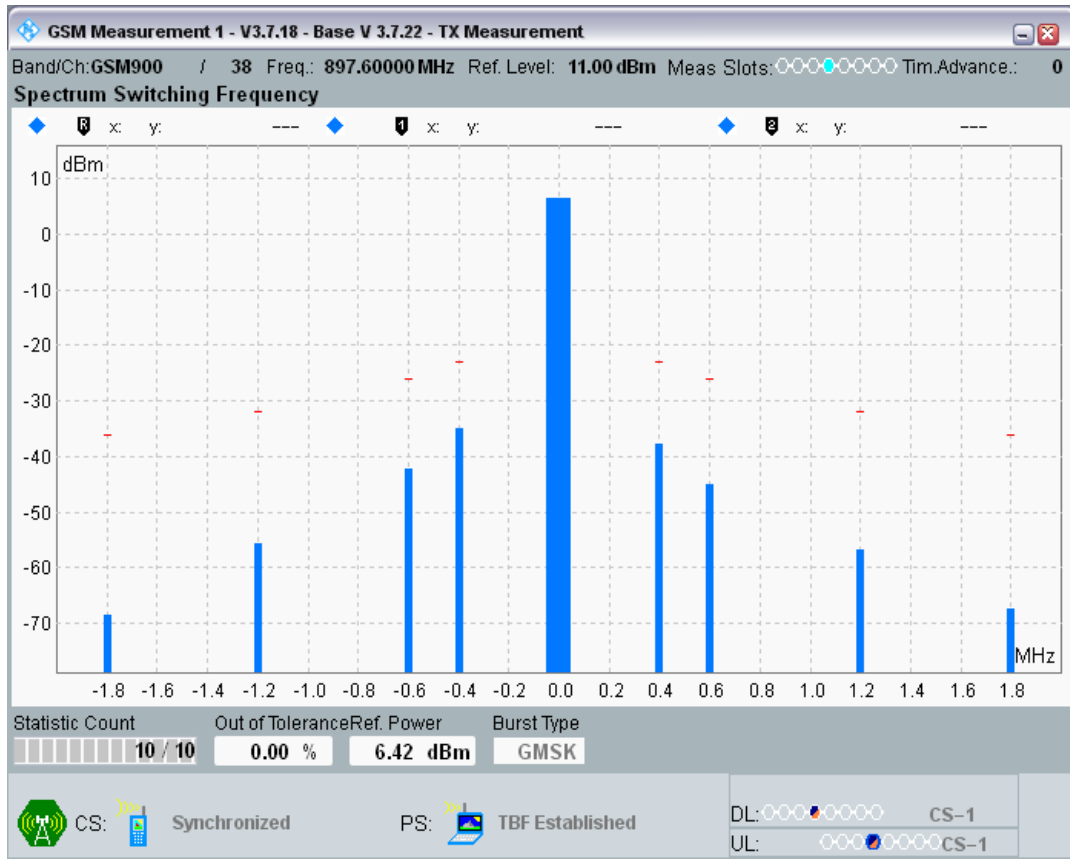 GSM Measurement 1 - V3.7.18 - Base V 3.7.22 - TX Measurement
Band/Ch:GSM900 / 38 Freq.: 897.60000 MHz Ref. Level: 11.00 dBm Meas Slots: Tim.Advance.: 0
Spectrum Switching Frequency
R x: y: --- 1 x: y: --- 2 x: y: ---
dBm
10
0
-10
-20
-30
-40
-50
-60
-70
MHz
-1.8 -1.6 -1.4 -1.2 -1.0 -0.8 -0.6 -0.4 -0.2 0.0 0.2 0.4 0.6 0.8 1.0 1.2 1.4 1.6 1.8
Statistic Count Out of Tolerance Ref. Power Burst Type
10 / 10 0.00 % 6.42 dBm GMSK
CS: Synchronized PS: TBF Established
DL: CS-1
UL: CS-1